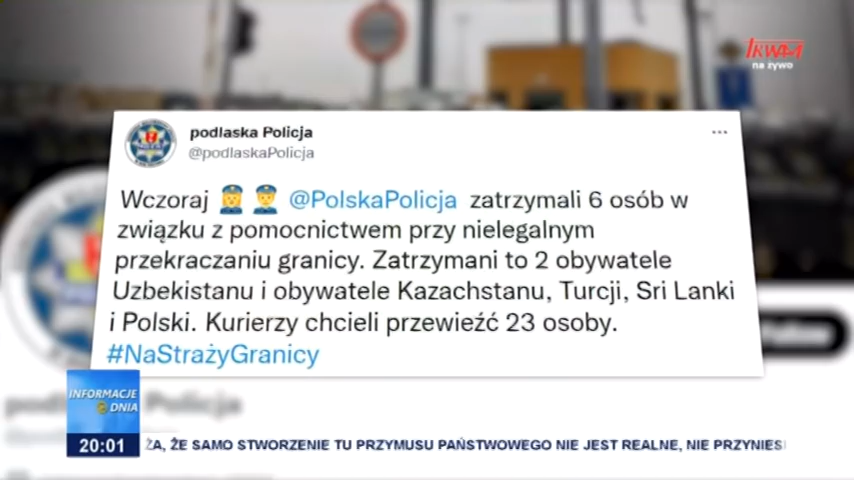 TRWAM
na żywo
podlaska Policja
@podlaskaPolicja
Wczoraj @PolskaPolicja zatrzymali 6 osób w
związku z pomocnictwem przy nielegalnym
przekraczaniu granicy. Zatrzymani to 2 obywatele
Uzbekistanu i obywatele Kazachstanu, Turcji, Sri Lanki
i Polski. Kurierzy chcieli przewieźć 23 osoby.
#NaStrażyGranicy
INFORMACJE
DNIA
20:01
ŻA, ŻE SAMO STWORZENIE TU PRZYMUSU PAŃSTWOWEGO NIE JEST REALNE, NIE PRZYNIES